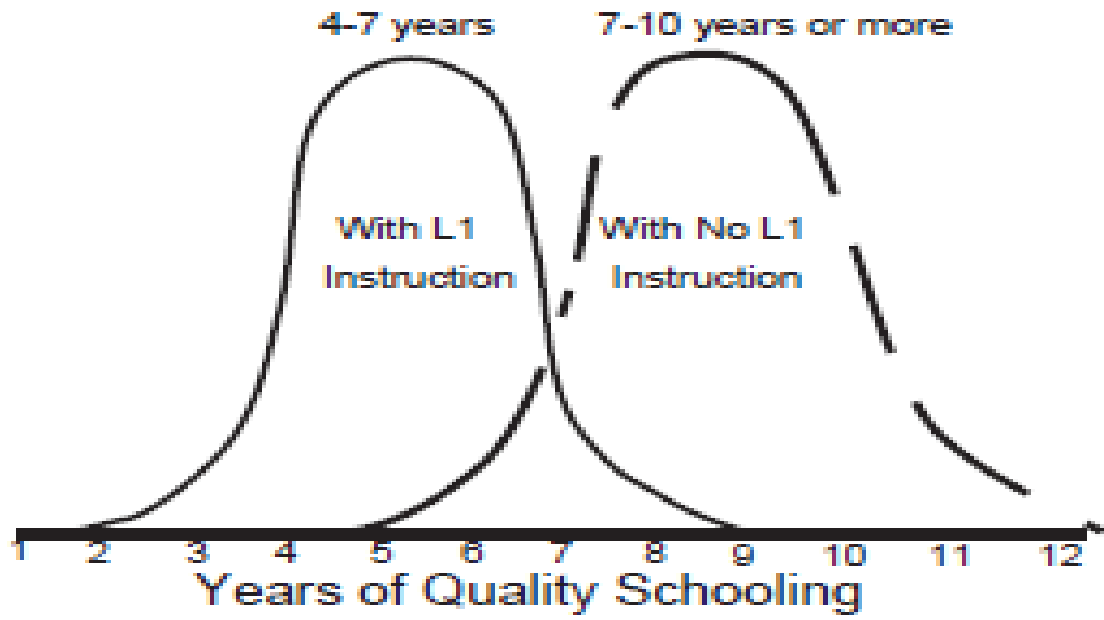 4-7 years
7-10 years or more
With L1
Instruction
With No L1
Instruction
1 2 3 4 5 6 7 8 9 10 11 12
Years of Quality Schooling